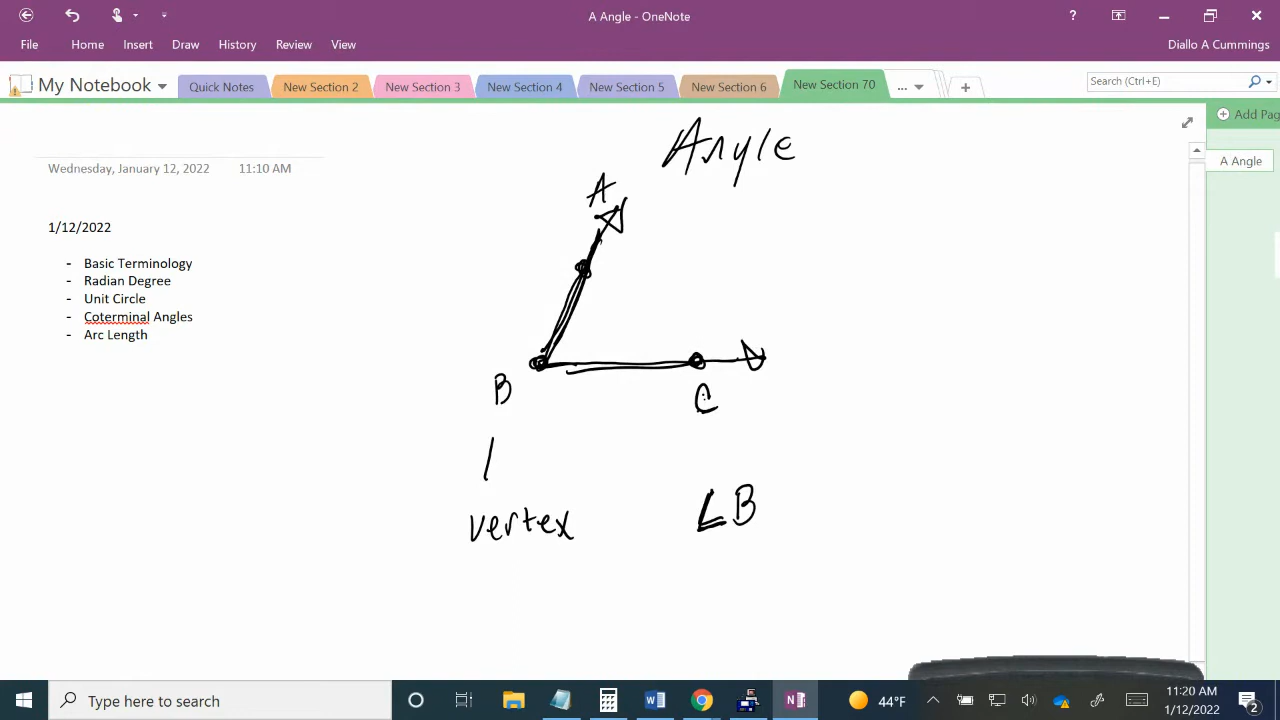 A Angle - OneNote
?
File Home Insert Draw History Review View
Diallo A Cummings
My Notebook
Quick Notes
New Section 2
New Section 3
New Section 4
New Section 5
New Section 6
New Section 70
...
Search (Ctrl+E)
Add Pag
A Angle
Wednesday, January 12, 2022 11:10 AM
Angle
A
1/12/2022
- Basic Terminology
- Radian Degree
- Unit Circle
- Coterminal Angles
- Arc Length
B
C
vertex
∠B
Type here to search
44°F
11:20 AM
1/12/2022
2